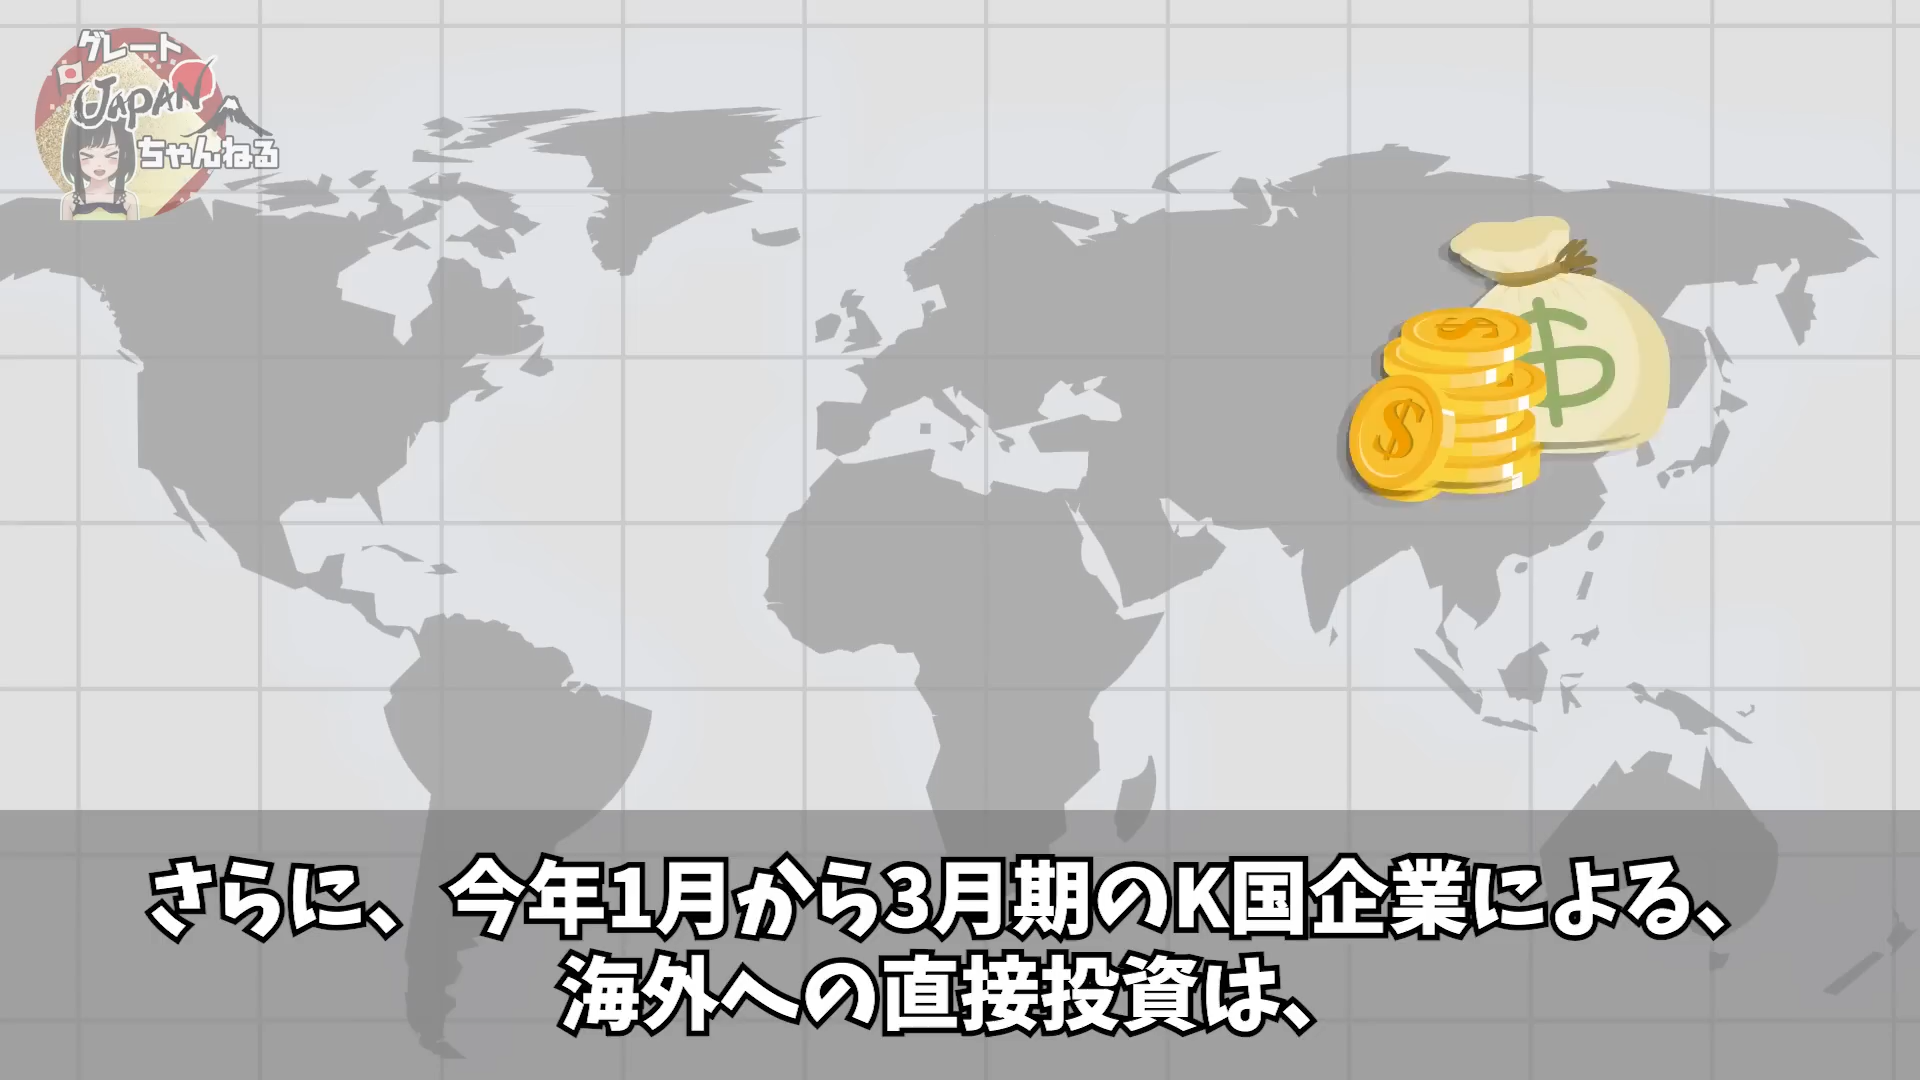 グレート
JAPAN
ちゃんねる
$
$
$
さらに、今年1月から3月期のK国企業による、
海外への直接投資は、